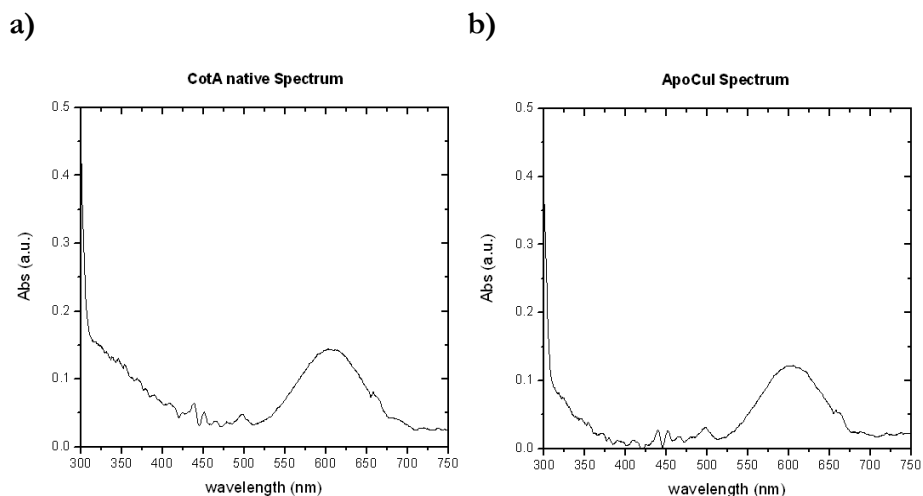 a)
CotA native Spectrum
0.5
0.4
0.3
0.2
0.1
0.0
Abs (a.u.)
300 350 400 450 500 550 600 650 700 750
wavelength (nm)
b)
ApoCuI Spectrum
0.5
0.4
0.3
0.2
0.1
0.0
Abs (a.u.)
300 350 400 450 500 550 600 650 700 750
wavelength (nm)